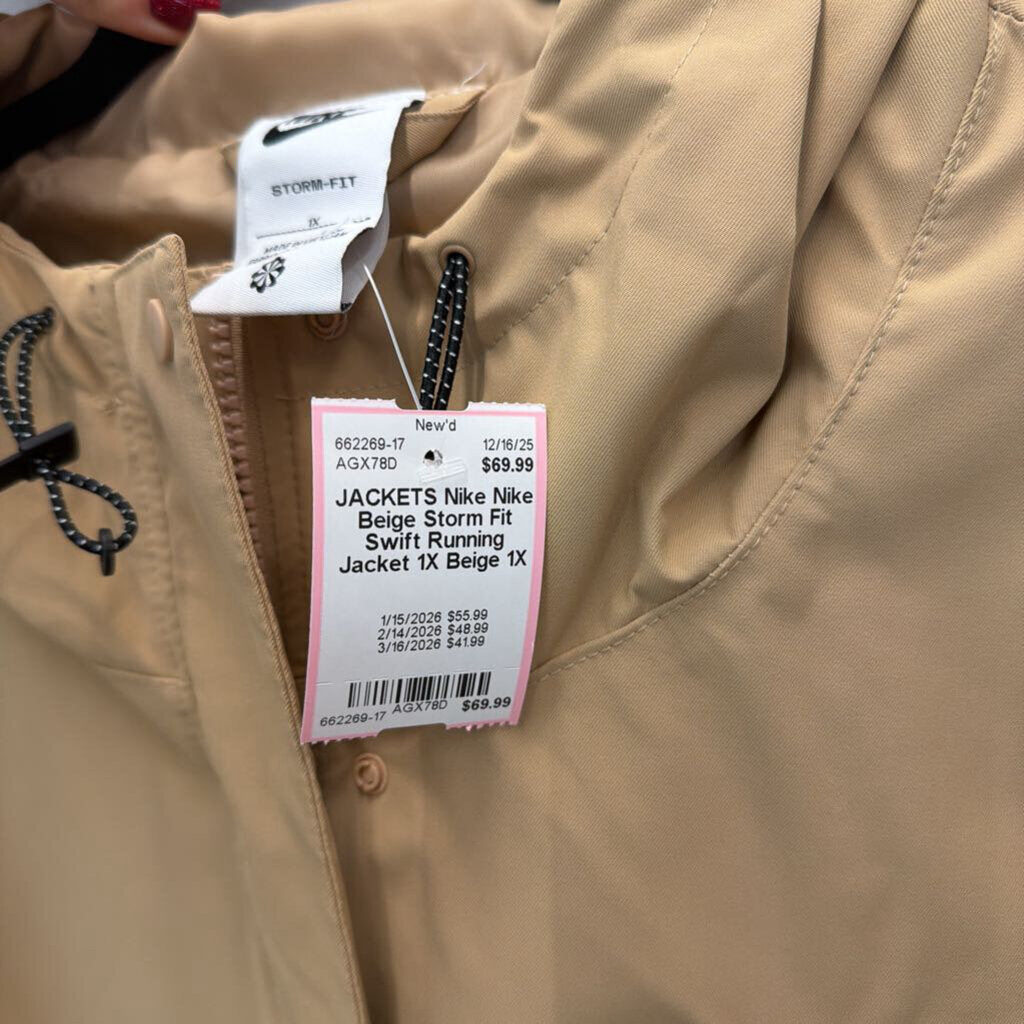 STORM-FIT
1X
New'd
662269-17 12/16/25
AGX78D $69.99
JACKETS Nike Nike
Beige Storm Fit
Swift Running
Jacket 1X Beige 1X
1/15/2026 $55.99
2/14/2026 $48.99
3/16/2026 $41.99
662269-17 AGX78D $69.99